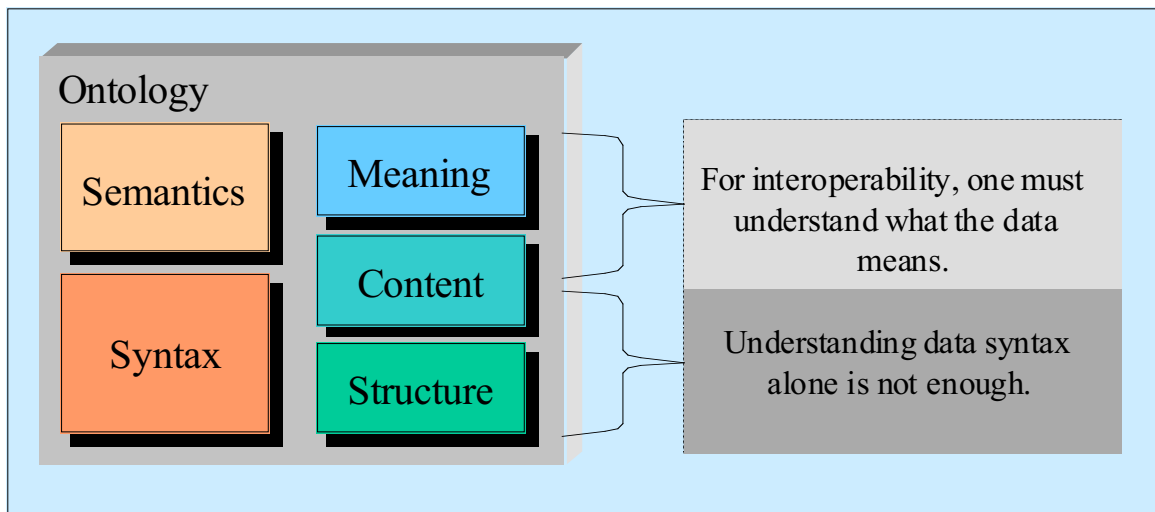 Ontology
Semantics
Syntax
Meaning
Content
Structure
For interoperability, one must
understand what the data
means.
Understanding data syntax
alone is not enough.